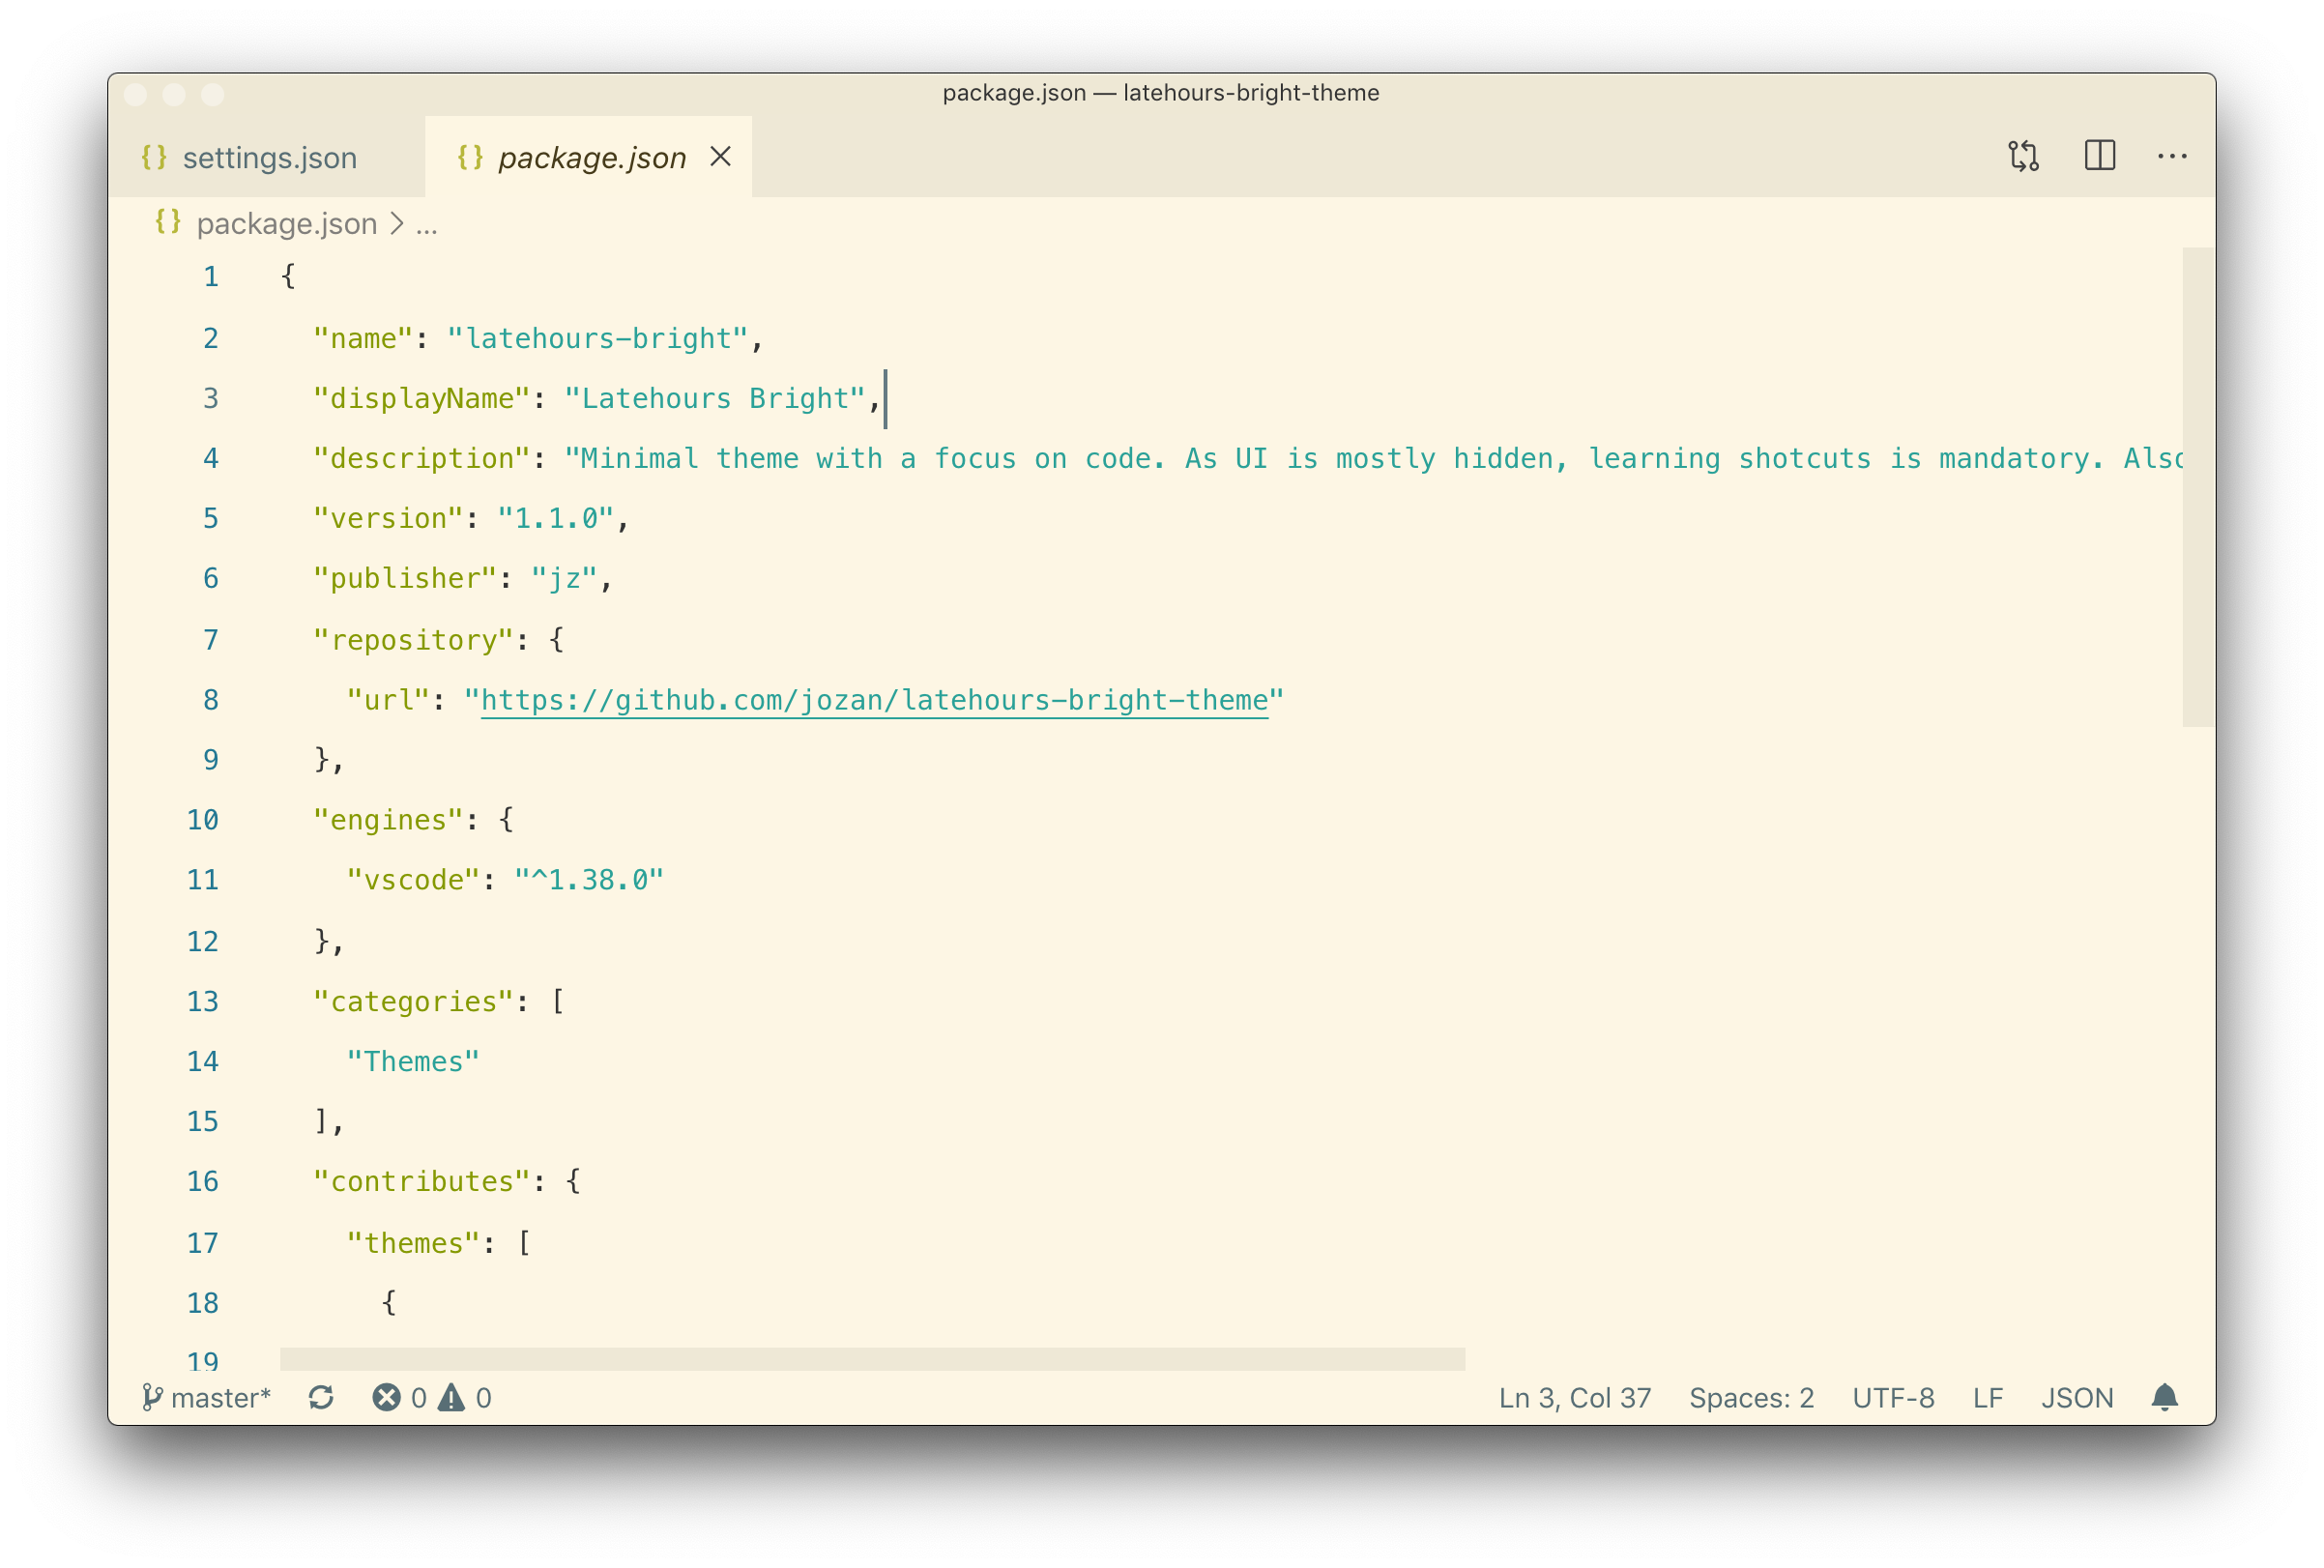 package.json — latehours-bright-theme
{} settings.json {} package.json
{} package.json > ...
1 {
2   "name": "latehours-bright",
3   "displayName": "Latehours Bright",
4   "description": "Minimal theme with a focus on code. As UI is mostly hidden, learning shotcuts is mandatory. Also
5   "version": "1.1.0",
6   "publisher": "jz",
7   "repository": {
8     "url": "https://github.com/jozan/latehours-bright-theme"
9   },
10   "engines": {
11     "vscode": "^1.38.0"
12   },
13   "categories": [
14     "Themes"
15   ],
16   "contributes": {
17     "themes": [
18       {
19
master* 0 0 Ln 3, Col 37 Spaces: 2 UTF-8 LF JSON